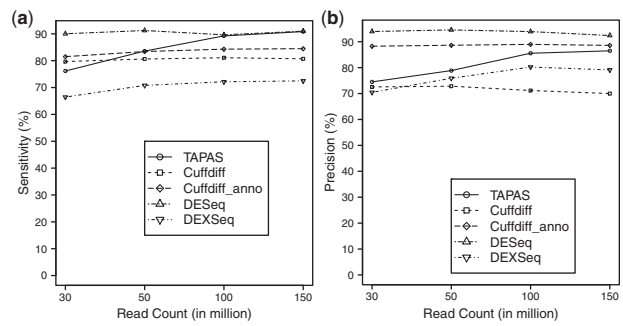 (a)
Sensitivity (%)
100
90
80
70
60
50
40
30
20
10
0
TAPAS
Cuffdiff
Cuffdiff_anno
DESeq
DEXSeq
30 50 100 150
Read Count (in million)
(b)
Precision (%)
100
90
80
70
60
50
40
30
20
10
0
TAPAS
Cuffdiff
Cuffdiff_anno
DESeq
DEXSeq
30 50 100 150
Read Count (in million)